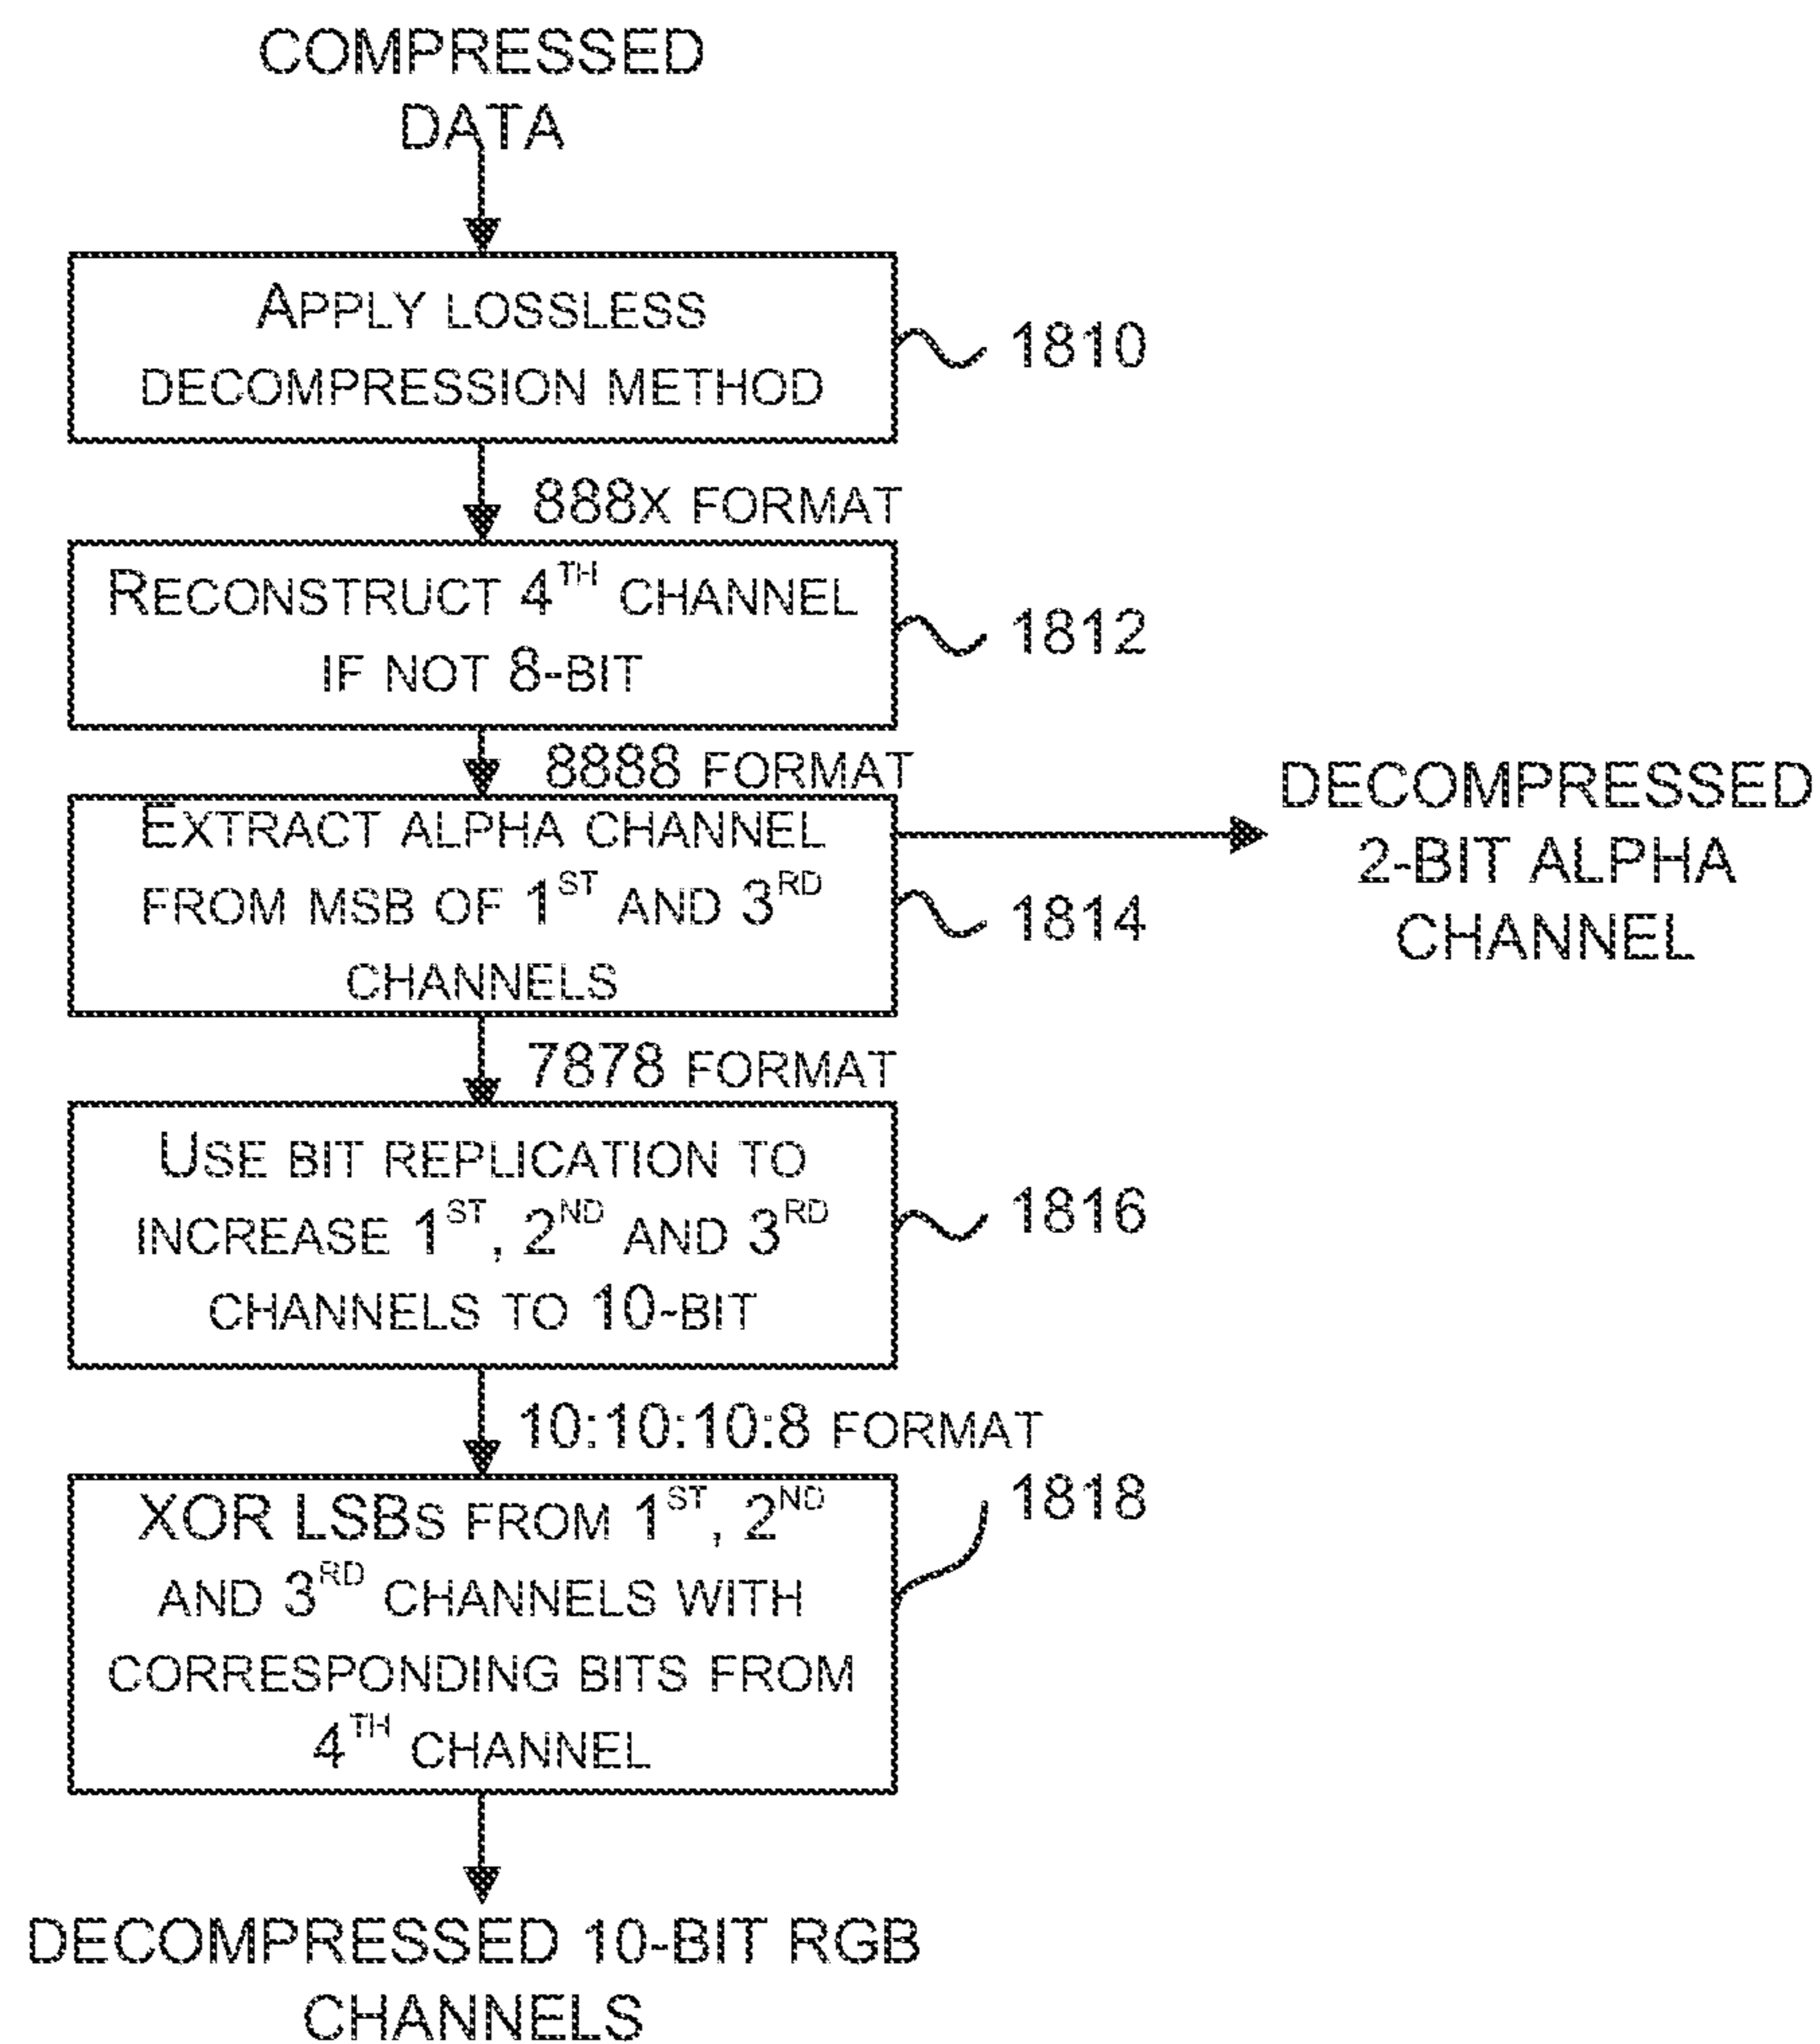 COMPRESSED
DATA
APPLY LOSSLESS
DECOMPRESSION METHOD
1810
888X FORMAT
RECONSTRUCT 4TH CHANNEL
IF NOT 8-BIT
1812
8888 FORMAT
EXTRACT ALPHA CHANNEL
FROM MSB OF 1ST AND 3RD
CHANNELS
1814
DECOMPRESSED
2-BIT ALPHA
CHANNEL
7878 FORMAT
USE BIT REPLICATION TO
INCREASE 1ST, 2ND AND 3RD
CHANNELS TO 10-BIT
1816
10:10:10:8 FORMAT
XOR LSBS FROM 1ST, 2ND
AND 3RD CHANNELS WITH
CORRESPONDING BITS FROM
4TH CHANNEL
1818
DECOMPRESSED 10-BIT RGB
CHANNELS